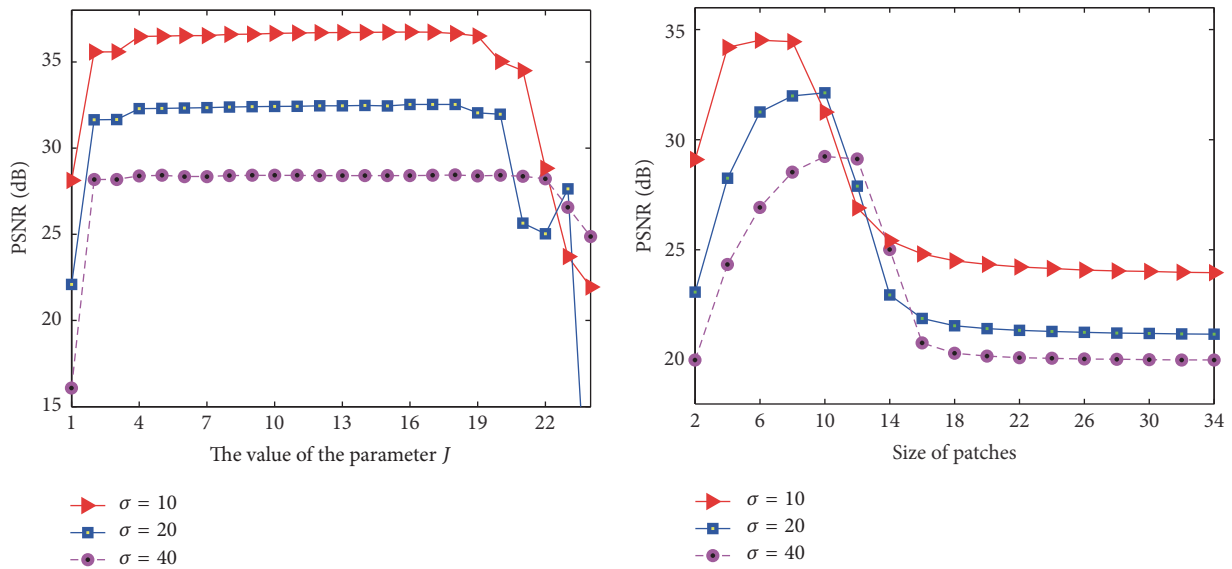 PSNR (dB)
35
30
25
20
15
1 4 7 10 13 16 19 22
The value of the parameter J
σ = 10
σ = 20
σ = 40
PSNR (dB)
35
30
25
20
2 6 10 14 18 22 26 30 34
Size of patches
σ = 10
σ = 20
σ = 40